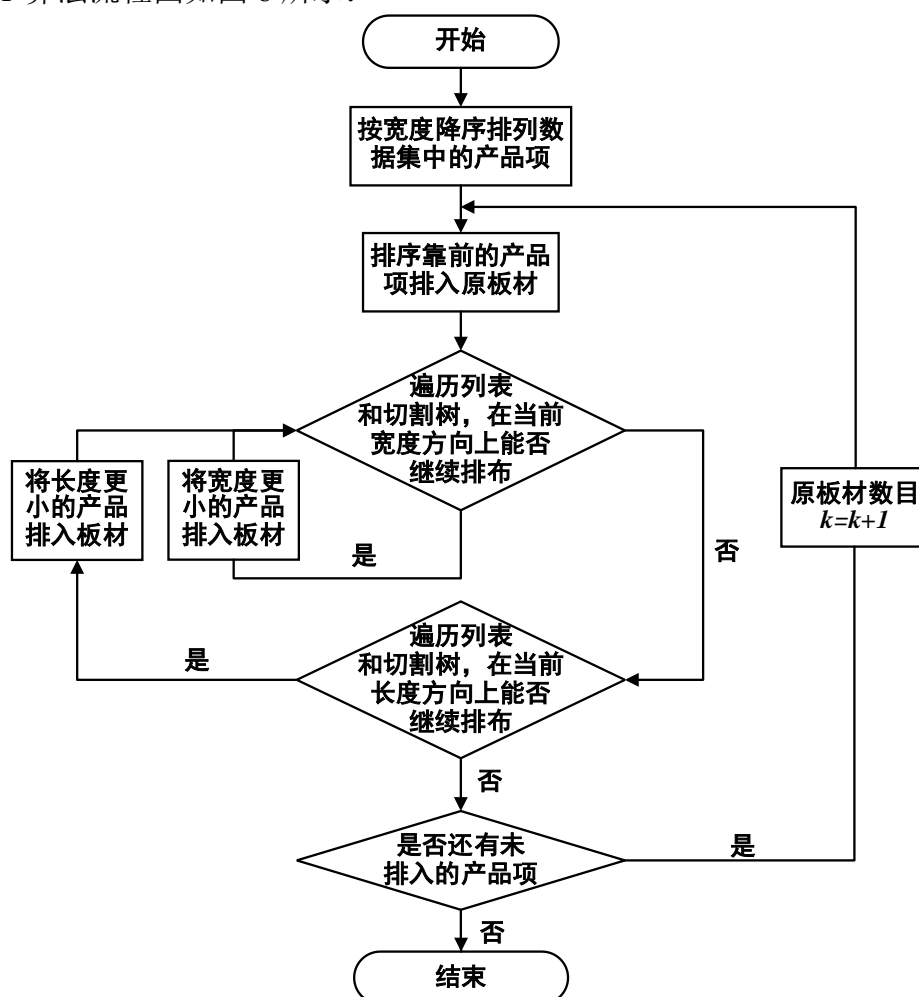 开始
按宽度降序排列数
据集中的产品项
排序靠前的产品
项排入原板材
遍历列表
和切割树，在当前
宽度方向上能否
继续排布
将长度更
小的产品
排入板材
将宽度更
小的产品
排入板材
是
否
原板材数目
k=k+1
遍历列表
和切割树，在当前
长度方向上能否
继续排布
是
否
是否还有未
排入的产品项
是
否
结束